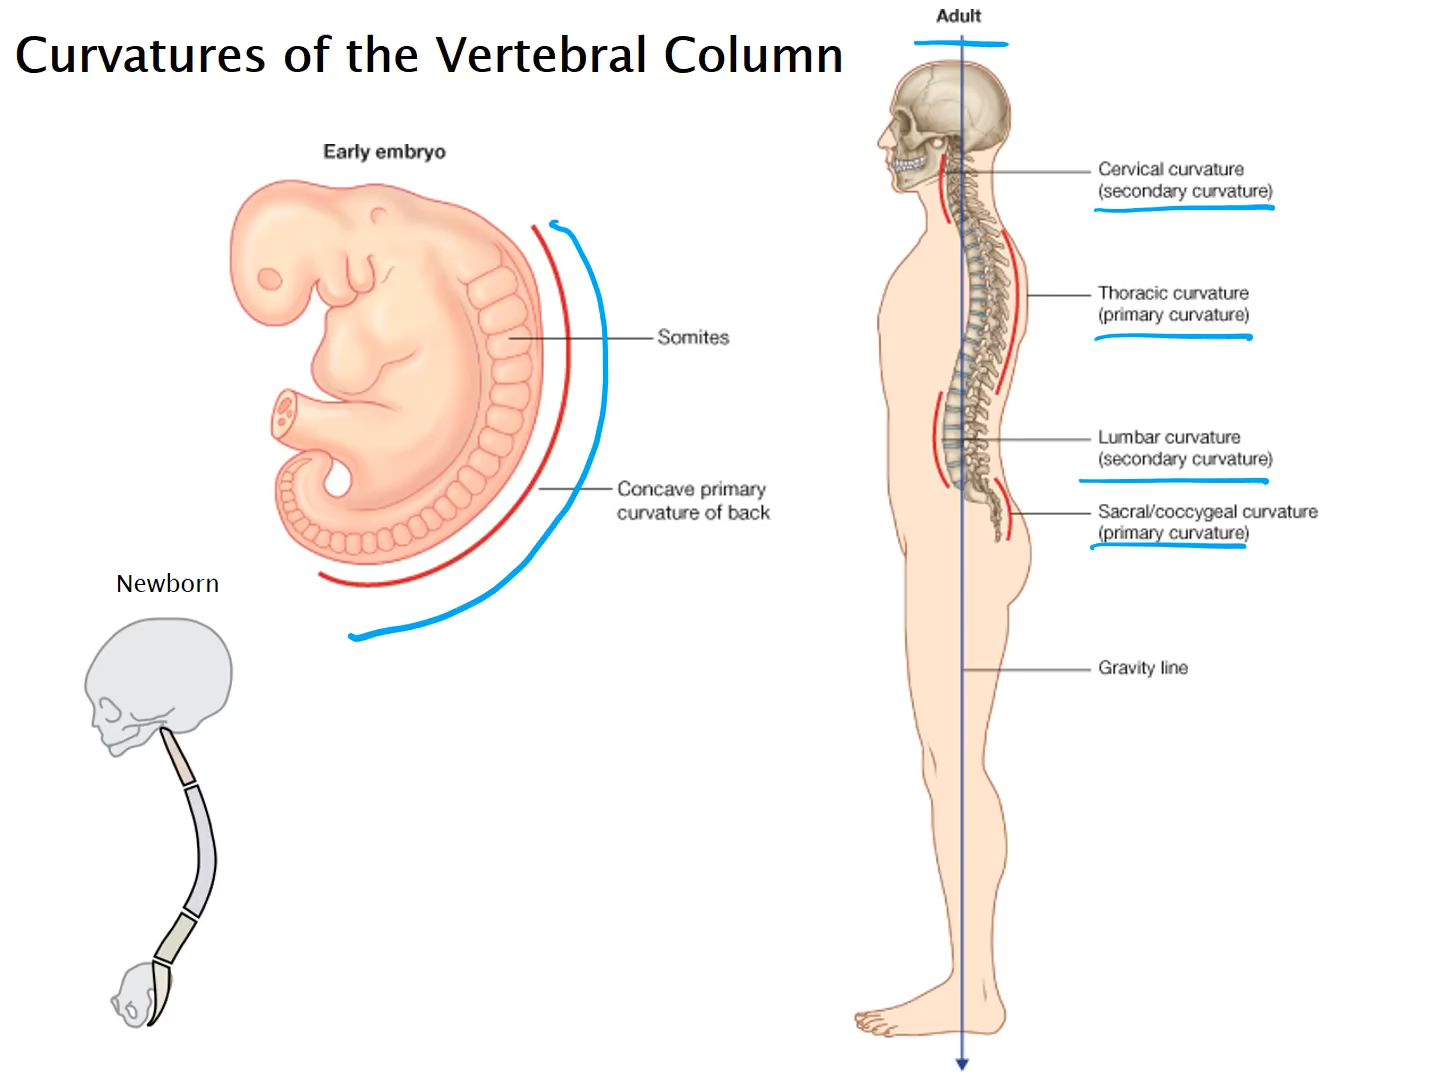 Curvatures of the Vertebral Column
Early embryo
Somites
Concave primary
curvature of back
Newborn
Adult
Cervical curvature
(secondary curvature)
Thoracic curvature
(primary curvature)
Lumbar curvature
(secondary curvature)
Sacral/coccygeal curvature
(primary curvature)
Gravity line